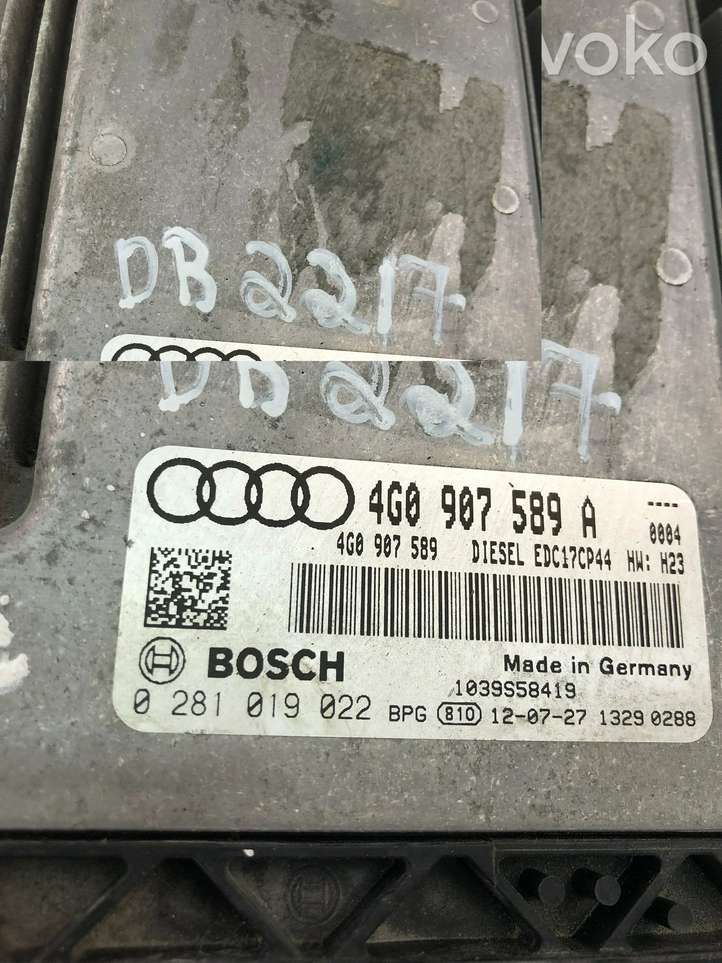 voko
DB 2217
DB 2217
4G0 907 589 A
----
0004
4G0 907 589 DIESEL EDC17CP44 HW: H23
BOSCH
Made in Germany
1039S58419
0 281 019 022 BPG 810 12-07-27 1329 0288